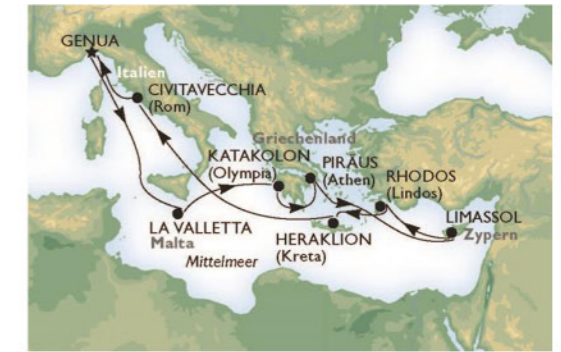 GENUA
Italien
CIVITAVECCHIA
(Rom)
Griechenland
KATAKOLON
(Olympia)
PIRÄUS
(Athen)
RHODOS
(Lindos)
LA VALLETTA
Malta
HERAKLION
(Kreta)
LIMASSOL
Zypern
Mittelmeer